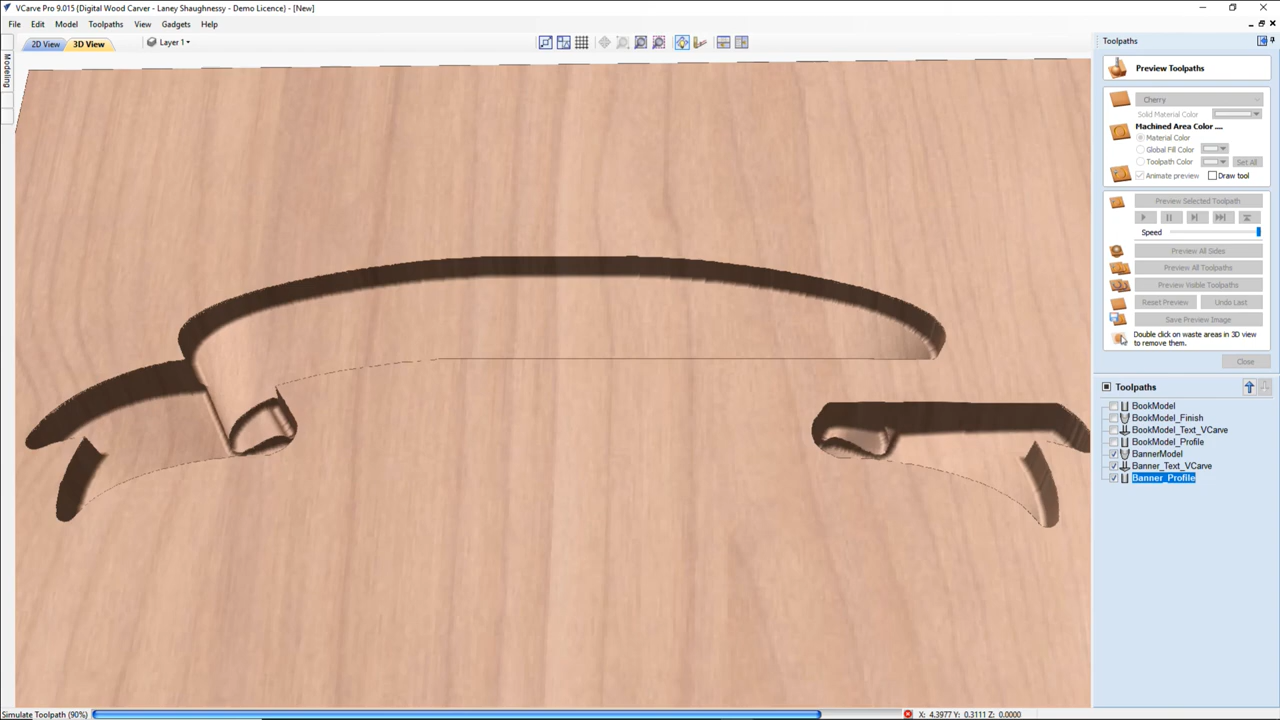 VCarve Pro 9.015 {Digital Wood Carver - Laney Shaughnessy - Demo Licence} - [New]
File Edit Model Toolpaths View Gadgets Help
2D View 3D View Layer 1
Modeling
Toolpaths
Preview Toolpaths
Cherry
Solid Material Color
Machined Area Color ....
Material Color
Global Fill Color
Toolpath Color Set All
Animate preview Draw tool
Preview Selected Toolpath
Speed
Preview All Sides
Preview All Toolpaths
Preview Visible Toolpaths
Reset Preview Undo Last
Save Preview Image
Double click on waste areas in 3D view
to remove them.
Close
Toolpaths
BookModel
BookModel_Finish
BookModel_Text_VCarve
BookModel_Profile
BannerModel
Banner_Text_VCarve
Banner_Profile
Simulate Toolpath (90%) X: 4.3977 Y: 0.3111 Z: 0.0000